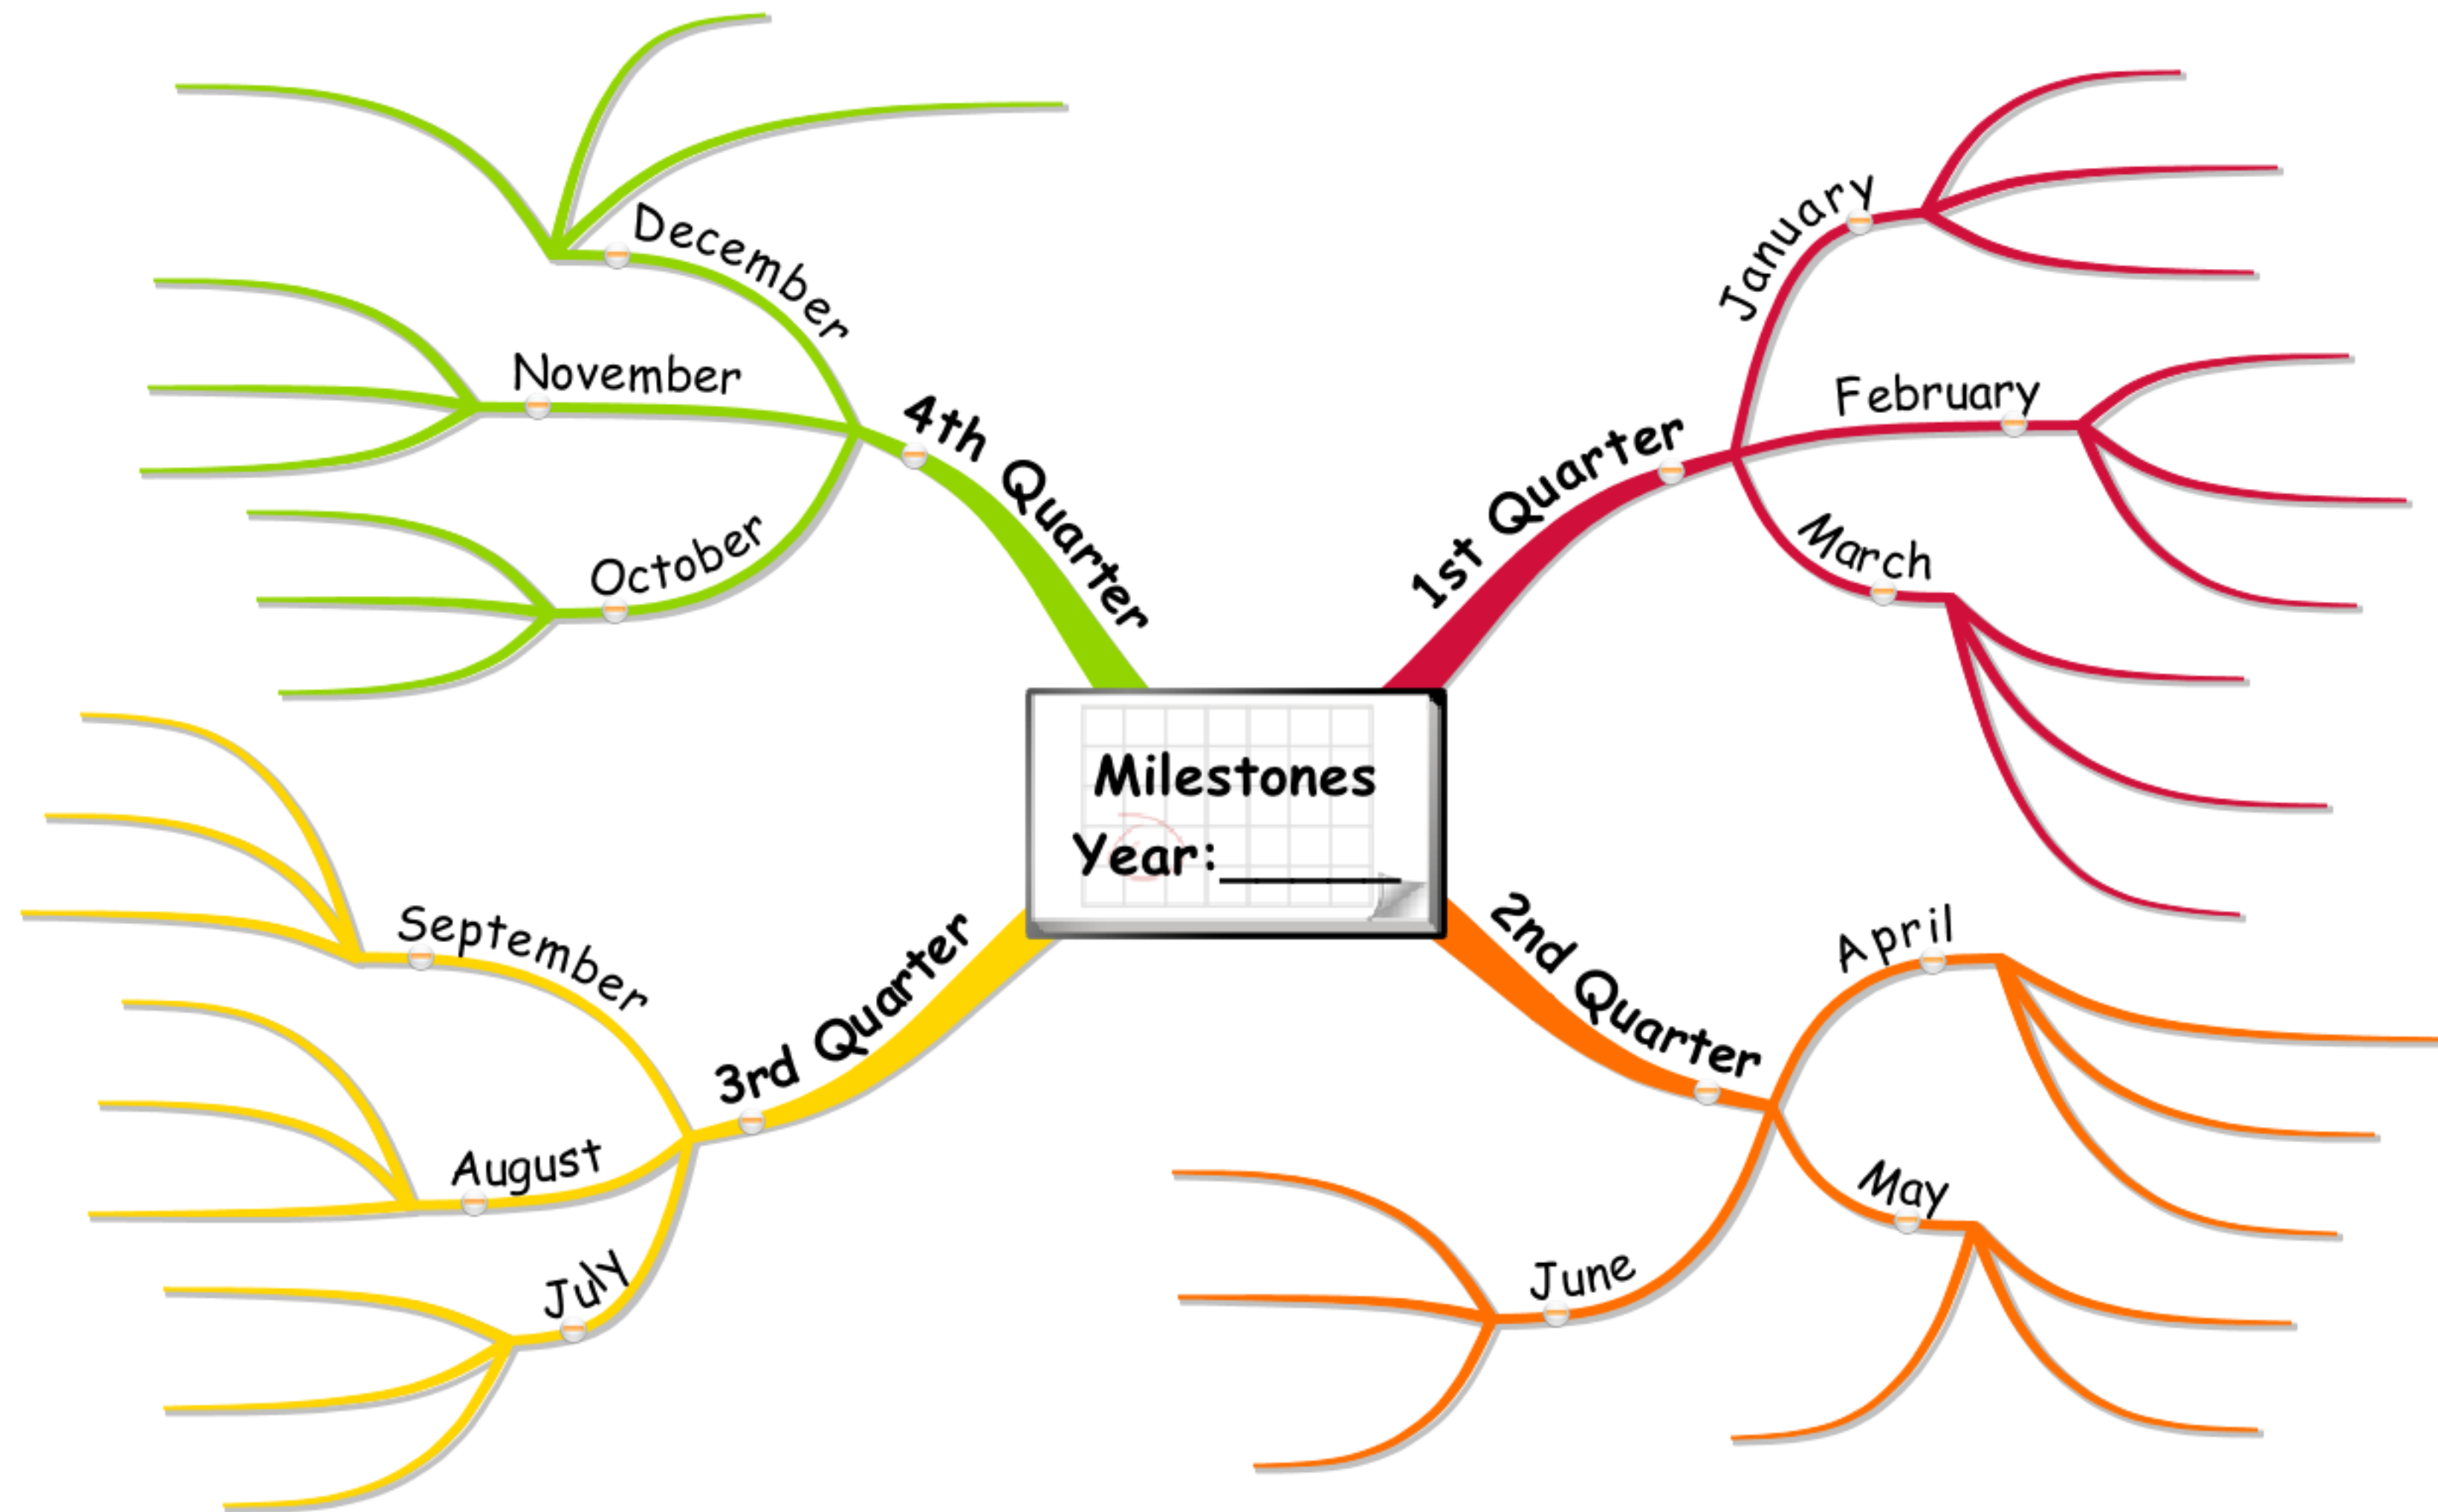 Milestones
Year:_______
1st Quarter
January
February
March
2nd Quarter
April
May
June
3rd Quarter
July
August
September
4th Quarter
October
November
December